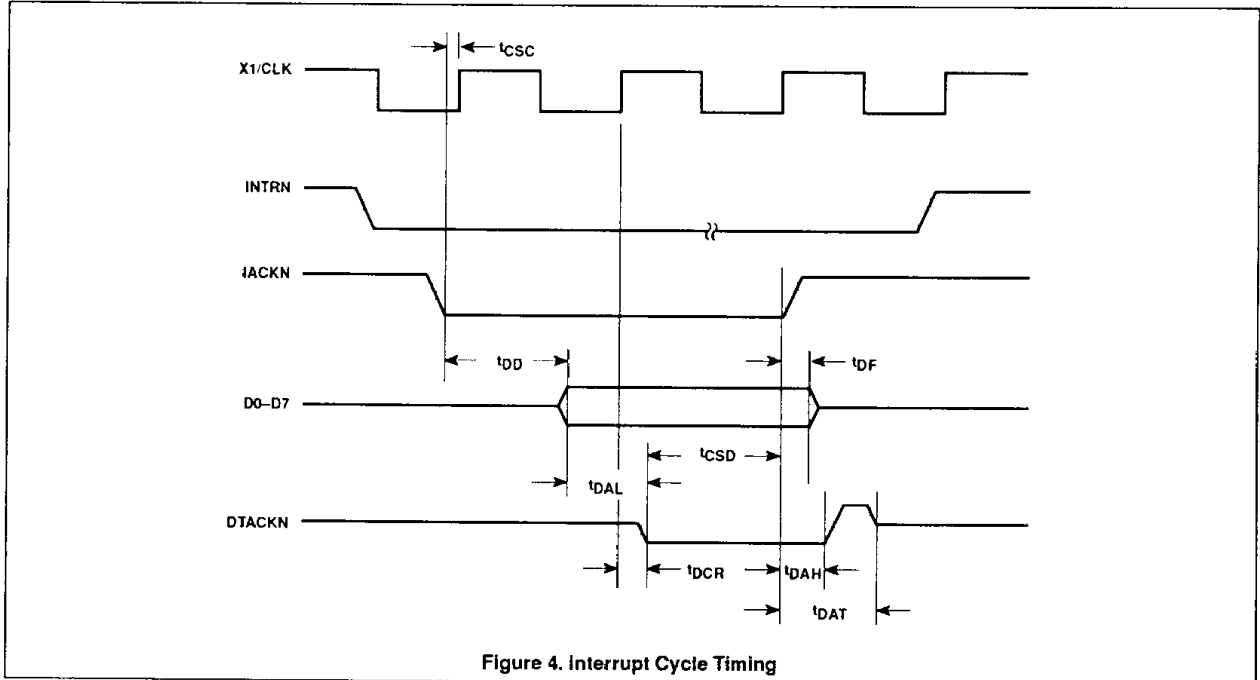 tCSC
X1/CLK
INTRN
IACKN
tDD
tDF
D0–D7
tCSD
tDAL
DTACKN
tDCR
tDAH
tDAT
Figure 4. Interrupt Cycle Timing